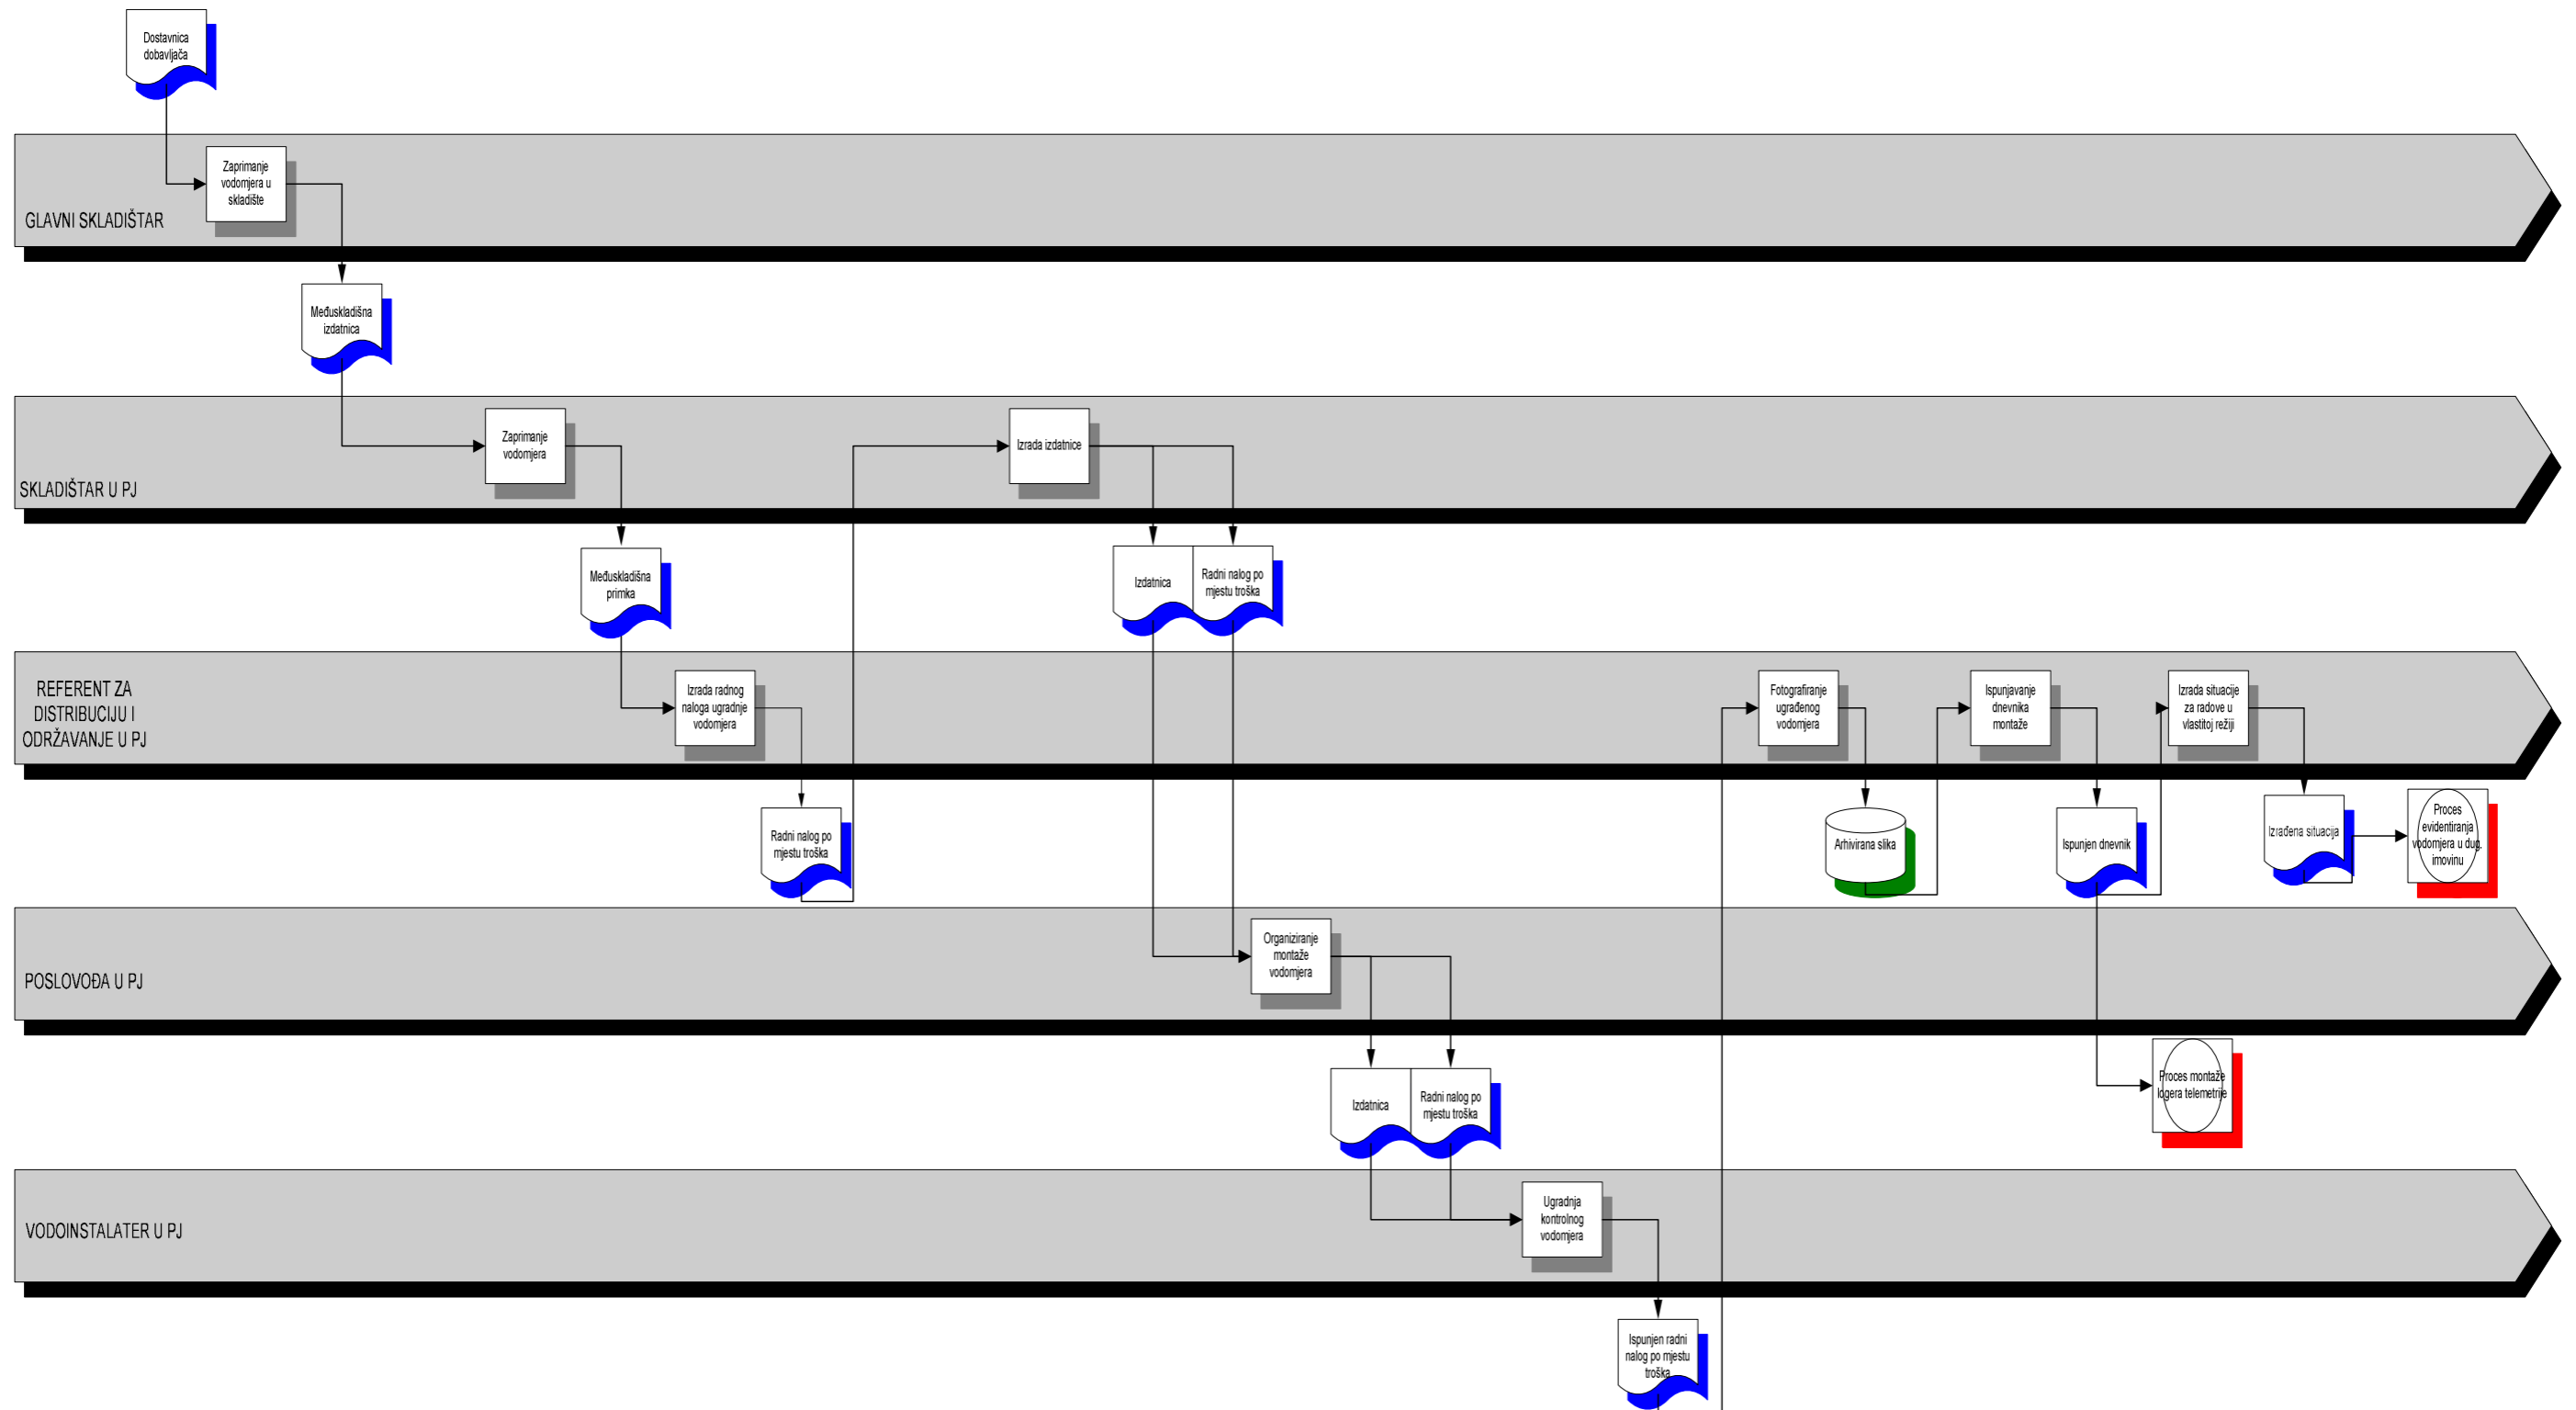 Dostavnica
dobavljača
Zaprimanje
vodomjera u
skladište
GLAVNI SKLADIŠTAR
Međuskladišna
izdatnica
Zaprimanje
vodomjera
Izrada izdatnice
SKLADIŠTAR U PJ
Međuskladišna
primka
Izdatnica
Radni nalog po
mjestu troška
REFERENT ZA
DISTRIBUCIJU I
ODRŽAVANJE U PJ
Izrada radnog
naloga ugradnje
vodomjera
Fotografiranje
ugrađenog
vodomjera
Ispunjavanje
dnevnika
montaže
Izrada situacije
za radove u
vlastitoj režiji
Radni nalog po
mjestu troška
Arhivirana slika
Ispunjen dnevnik
Izrađena situacija
Proces
evidentiranja
vodomjera u dug.
imovinu
Organiziranje
montaže
vodomjera
POSLOVOĐA U PJ
Izdatnica
Radni nalog po
mjestu troška
Proces montaže
logera telemetrije
Ugradnja
kontrolnog
vodomjera
VODOINSTALATER U PJ
Ispunjen radni
nalog po mjestu
troška